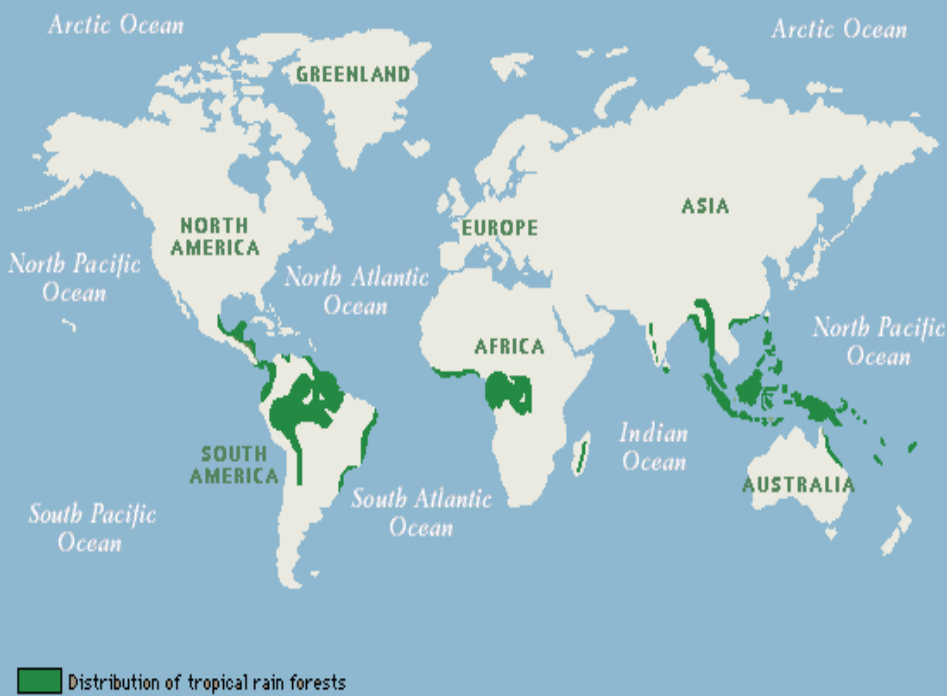 Arctic Ocean
Arctic Ocean
GREENLAND
NORTH
AMERICA
EUROPE
ASIA
North Pacific
Ocean
North Atlantic
Ocean
North Pacific
Ocean
AFRICA
Indian
Ocean
SOUTH
AMERICA
AUSTRALIA
South Pacific
Ocean
South Atlantic
Ocean
Distribution of tropical rain forests